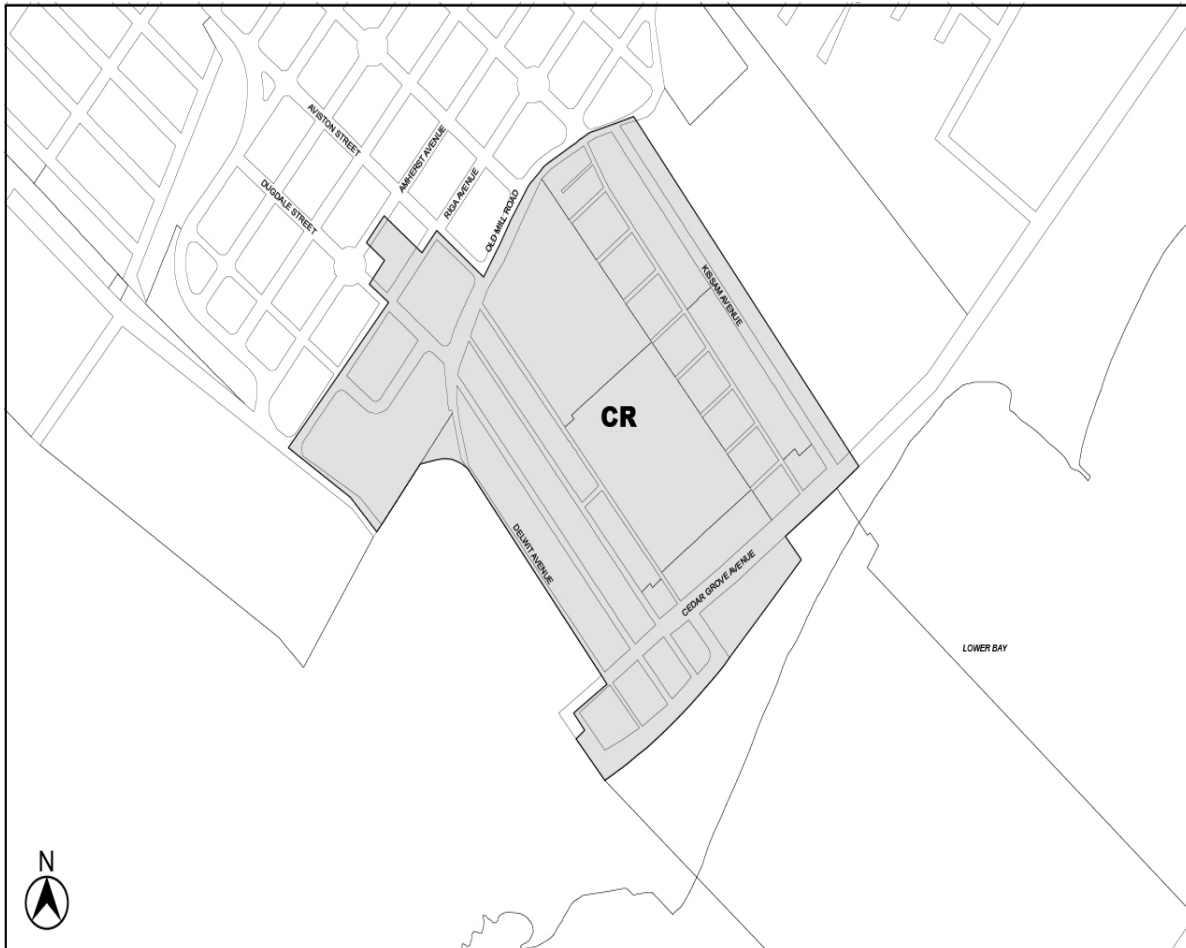 AVISTON STREET
AMHERST AVENUE
DUGDALE STREET
RIGA AVENUE
OLD MILL ROAD
KISSAM AVENUE
CR
DELWIT AVENUE
CEDAR GROVE AVENUE
LOWER BAY
N